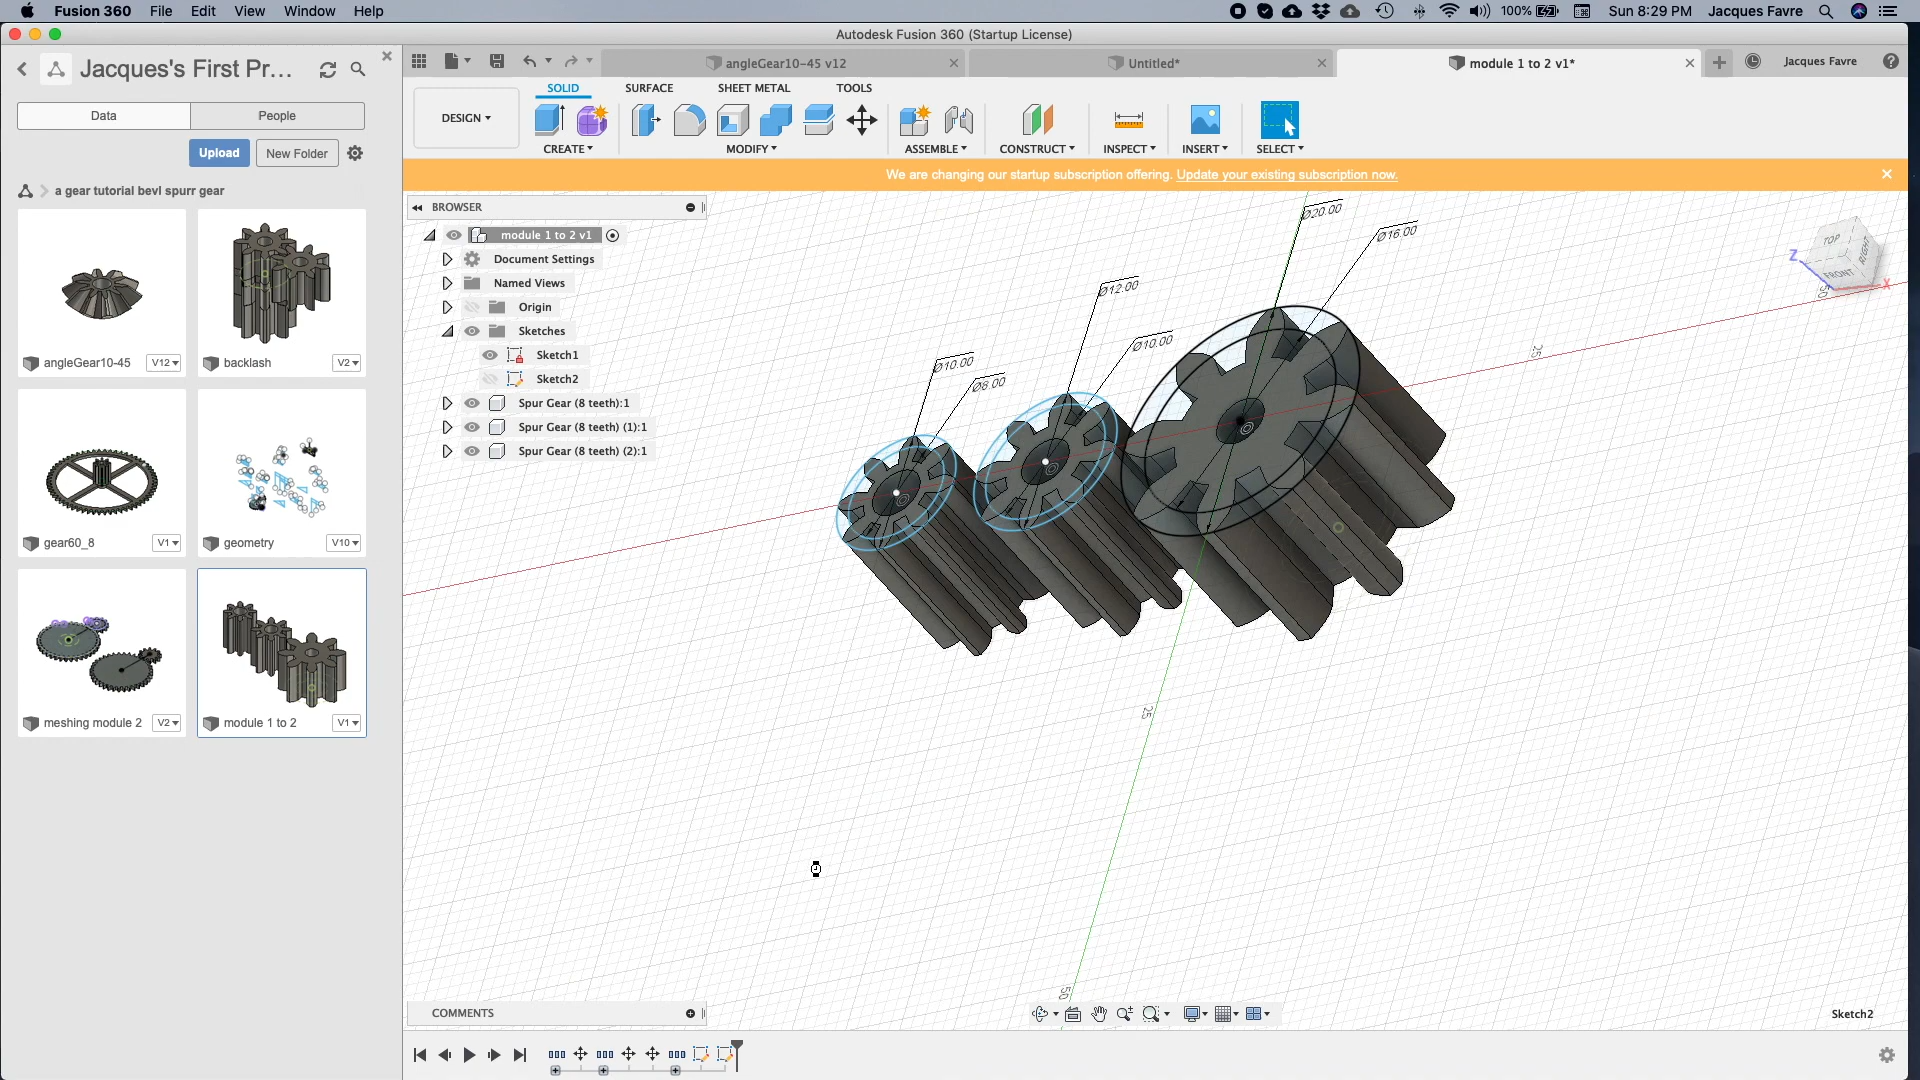 Fusion 360 File Edit View Window Help
100% Sun 8:29 PM Jacques Favre
Autodesk Fusion 360 (Startup License)
Jacques's First Pr...
angleGear10-45 v12
Untitled*
module 1 to 2 v1*
Jacques Favre
Data
People
SOLID
SURFACE
SHEET METAL
TOOLS
DESIGN
CREATE
MODIFY
ASSEMBLE
CONSTRUCT
INSPECT
INSERT
SELECT
Upload
New Folder
We are changing our startup subscription offering. Update your existing subscription now.
a gear tutorial bevl spurr gear
BROWSER
module 1 to 2 v1
Document Settings
Named Views
Origin
Sketches
Sketch1
Sketch2
Spur Gear (8 teeth):1
Spur Gear (8 teeth) (1):1
Spur Gear (8 teeth) (2):1
angleGear10-45
V12
backlash
V2
gear60_8
V1
geometry
V10
meshing module 2
V2
module 1 to 2
V1
Ø20.00
Ø16.00
Ø12.00
Ø10.00
Ø10.00
Ø8.00
TOP
FRONT
RIGHT
Z
X
50
25
25
50
COMMENTS
Sketch2